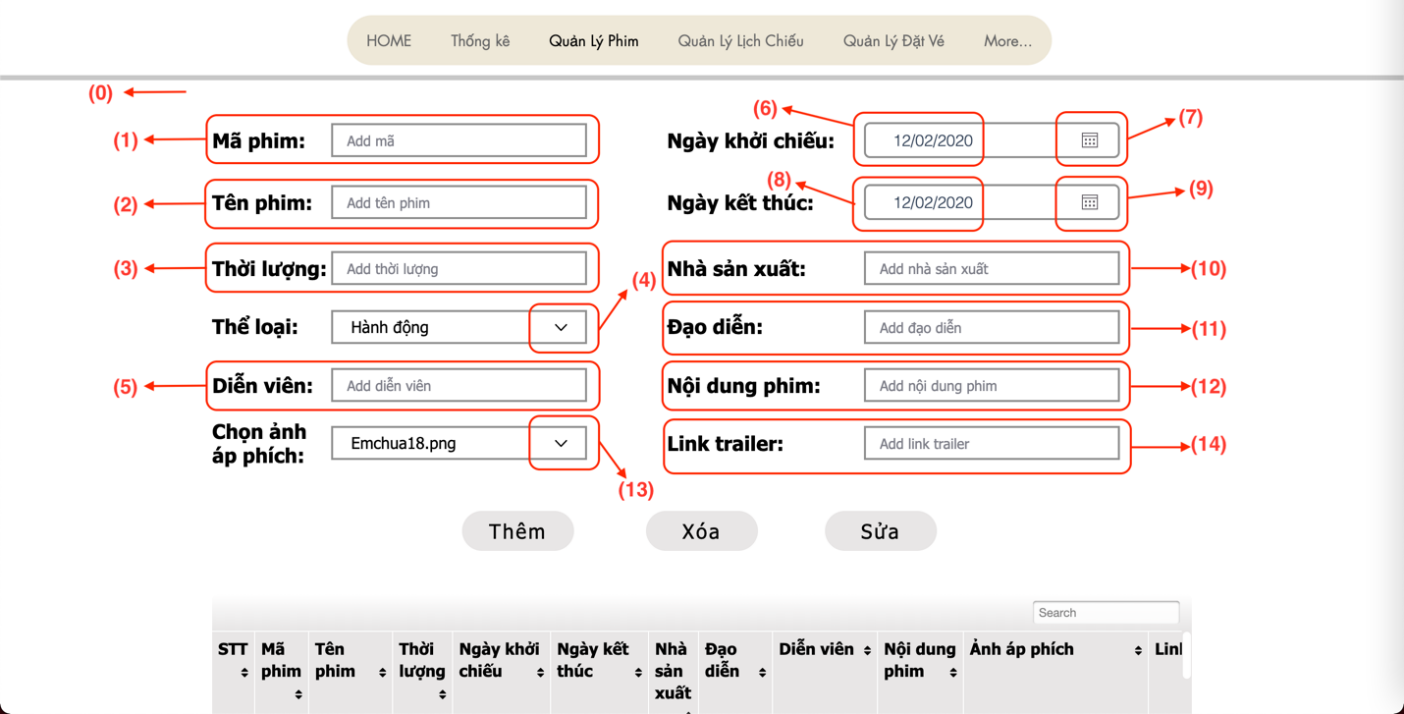 HOME Thống kê Quản Lý Phim Quản Lý Lịch Chiếu Quản Lý Đặt Vé More...
(0)
(1) Mã phim: Add mã
(6) Ngày khởi chiếu: 12/02/2020 (7)
(2) Tên phim: Add tên phim
(8) Ngày kết thúc: 12/02/2020 (9)
(3) Thời lượng: Add thời lượng
Nhà sản xuất: Add nhà sản xuất (10)
Thể loại: Hành động (4)
Đạo diễn: Add đạo diễn (11)
(5) Diễn viên: Add diễn viên
Nội dung phim: Add nội dung phim (12)
Chọn ảnh
áp phích: Emchua18.png (13)
Link trailer: Add link trailer (14)
Thêm Xóa Sửa
Search
STT Mã phim Tên phim Thời lượng Ngày khởi chiếu Ngày kết thúc Nhà sản xuất Đạo diễn Diễn viên Nội dung phim Ảnh áp phích